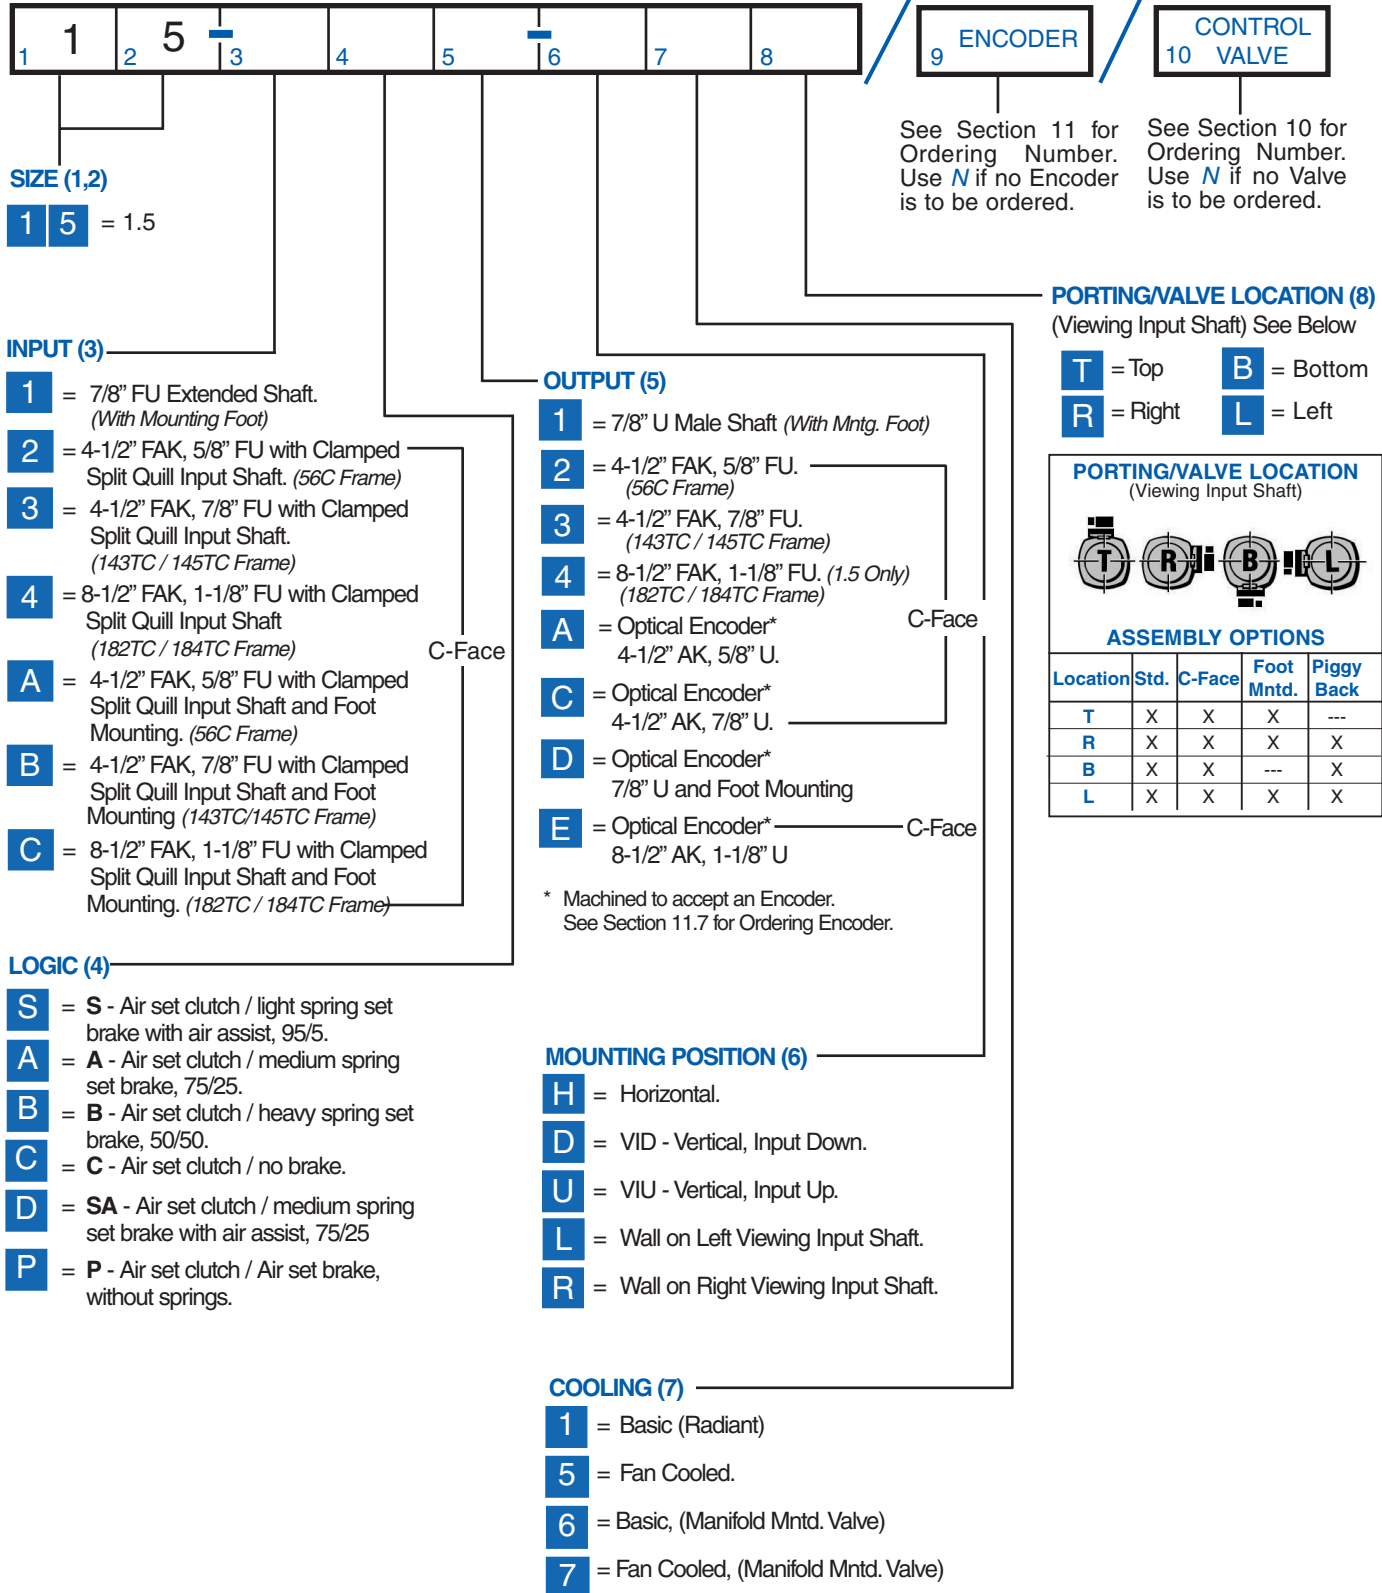 1 1
2 5
3
4
5
6
7
8
9 ENCODER
10 CONTROL
VALVE
See Section 11 for
Ordering Number.
Use N if no Encoder
is to be ordered.
See Section 10 for
Ordering Number.
Use N if no Valve
is to be ordered.
SIZE (1,2)
1 5 = 1.5
INPUT (3)
1 = 7/8” FU Extended Shaft.
(With Mounting Foot)
2 = 4-1/2” FAK, 5/8” FU with Clamped
Split Quill Input Shaft. (56C Frame)
3 = 4-1/2” FAK, 7/8” FU with Clamped
Split Quill Input Shaft.
(143TC / 145TC Frame)
4 = 8-1/2” FAK, 1-1/8” FU with Clamped
Split Quill Input Shaft
(182TC / 184TC Frame)
A = 4-1/2” FAK, 5/8” FU with Clamped
Split Quill Input Shaft and Foot
Mounting. (56C Frame)
B = 4-1/2” FAK, 7/8” FU with Clamped
Split Quill Input Shaft and Foot
Mounting (143TC/145TC Frame)
C = 8-1/2” FAK, 1-1/8” FU with Clamped
Split Quill Input Shaft and Foot
Mounting. (182TC / 184TC Frame)
C-Face
LOGIC (4)
S = S - Air set clutch / light spring set
brake with air assist, 95/5.
A = A - Air set clutch / medium spring
set brake, 75/25.
B = B - Air set clutch / heavy spring set
brake, 50/50.
C = C - Air set clutch / no brake.
D = SA - Air set clutch / medium spring
set brake with air assist, 75/25
P = P - Air set clutch / Air set brake,
without springs.
OUTPUT (5)
1 = 7/8” U Male Shaft (With Mntg. Foot)
2 = 4-1/2” FAK, 5/8” FU.
(56C Frame)
3 = 4-1/2” FAK, 7/8” FU.
(143TC / 145TC Frame)
4 = 8-1/2” FAK, 1-1/8” FU. (1.5 Only)
(182TC / 184TC Frame)
A = Optical Encoder*
4-1/2” AK, 5/8” U.
C = Optical Encoder*
4-1/2” AK, 7/8” U.
C-Face
D = Optical Encoder*
7/8” U and Foot Mounting
E = Optical Encoder* C-Face
8-1/2” AK, 1-1/8” U
* Machined to accept an Encoder.
See Section 11.7 for Ordering Encoder.
MOUNTING POSITION (6)
H = Horizontal.
D = VID - Vertical, Input Down.
U = VIU - Vertical, Input Up.
L = Wall on Left Viewing Input Shaft.
R = Wall on Right Viewing Input Shaft.
COOLING (7)
1 = Basic (Radiant)
5 = Fan Cooled.
6 = Basic, (Manifold Mntd. Valve)
7 = Fan Cooled, (Manifold Mntd. Valve)
PORTING/VALVE LOCATION (8)
(Viewing Input Shaft) See Below
T = Top B = Bottom
R = Right L = Left
PORTING/VALVE LOCATION
(Viewing Input Shaft)
T R B L
ASSEMBLY OPTIONS
Location Std. C-Face Foot Mntd. Piggy Back
T X X X ---
R X X X X
B X X --- X
L X X X X